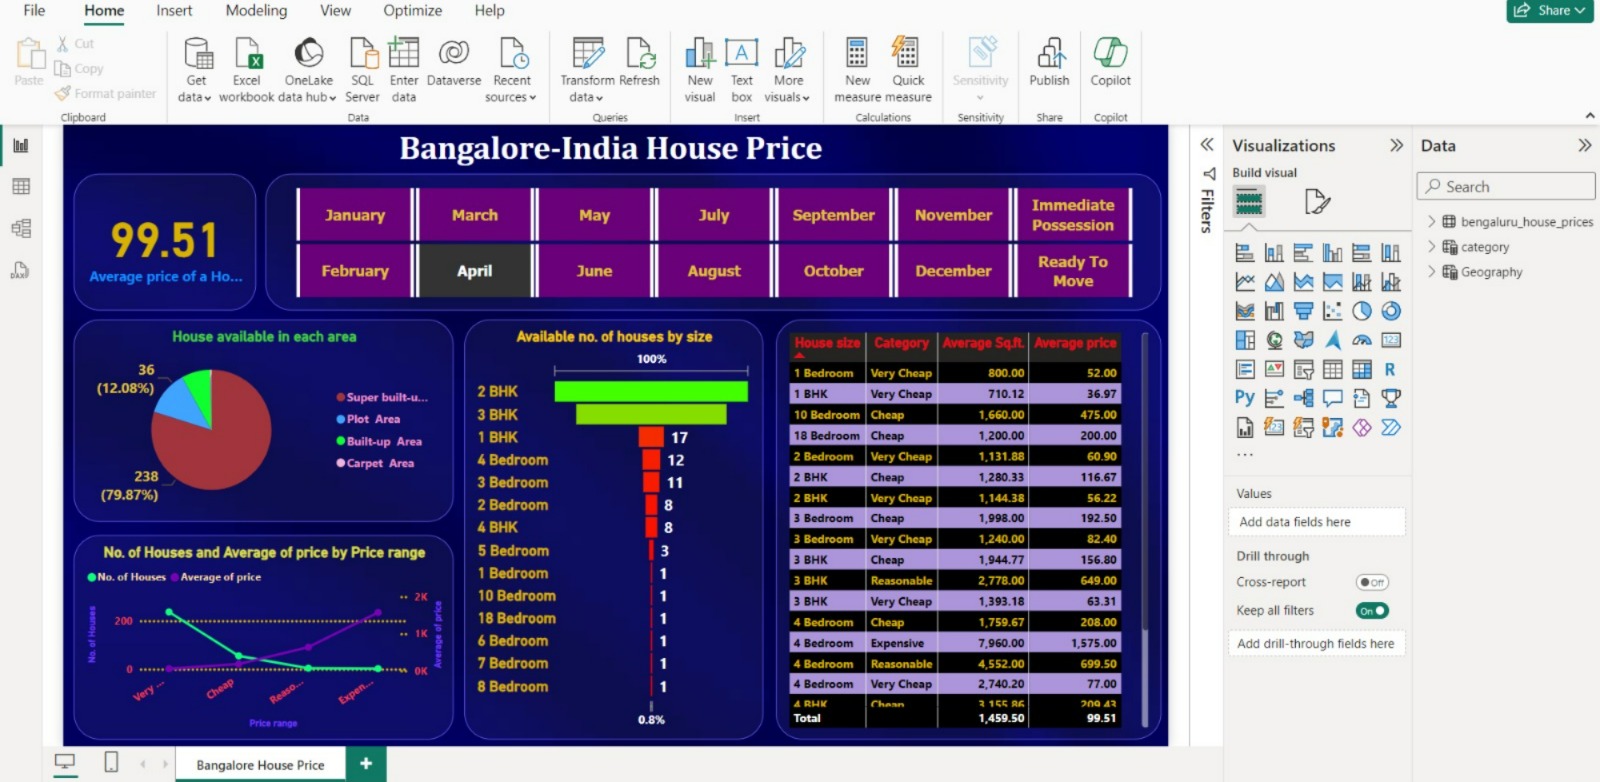 File Home Insert Modeling View Optimize Help
Share
Paste
Cut
Copy
Format painter
Clipboard
Get data
Excel workbook
OneLake data hub
SQL Server
Enter data
Dataverse
Recent sources
Data
Transform data
Refresh
Queries
New visual
Text box
More visuals
Insert
New measure
Quick measure
Calculations
Sensitivity
Sensitivity
Publish
Share
Copilot
Copilot
Bangalore-India House Price
99.51
Average price of a Ho...
January March May July September November Immediate Possession
February April June August October December Ready To Move
House available in each area
36
(12.08%)
238
(79.87%)
Super built-u...
Plot Area
Built-up Area
Carpet Area
No. of Houses and Average of price by Price range
No. of Houses Average of price
No. of Houses
200
0
2K
1K
0K
Average of price
Very ...
Cheap
Reaso...
Expen...
Price range
Available no. of houses by size
100%
2 BHK
3 BHK
1 BHK 17
4 Bedroom 12
3 Bedroom 11
2 Bedroom 8
4 BHK 8
5 Bedroom 3
1 Bedroom 1
10 Bedroom 1
18 Bedroom 1
6 Bedroom 1
7 Bedroom 1
8 Bedroom 1
0.8%
House size Category Average Sq.ft. Average price
1 Bedroom Very Cheap 800.00 52.00
1 BHK Very Cheap 710.12 36.97
10 Bedroom Cheap 1,660.00 475.00
18 Bedroom Cheap 1,200.00 200.00
2 Bedroom Very Cheap 1,131.88 60.90
2 BHK Cheap 1,280.33 116.67
2 BHK Very Cheap 1,144.38 56.22
3 Bedroom Cheap 1,998.00 192.50
3 Bedroom Very Cheap 1,240.00 82.40
3 BHK Cheap 1,944.77 156.80
3 BHK Reasonable 2,778.00 649.00
3 BHK Very Cheap 1,393.18 63.31
4 Bedroom Cheap 1,759.67 208.00
4 Bedroom Expensive 7,960.00 1,575.00
4 Bedroom Reasonable 4,552.00 699.50
4 Bedroom Very Cheap 2,740.20 77.00
4 BHK Cheap 3,155.86 209.43
Total 1,459.50 99.51
Filters
Visualizations
Build visual
123
R
Py
...
Values
Add data fields here
Drill through
Cross-report Off
Keep all filters On
Add drill-through fields here
Data
Search
bengaluru_house_prices
category
Geography
Bangalore House Price
+